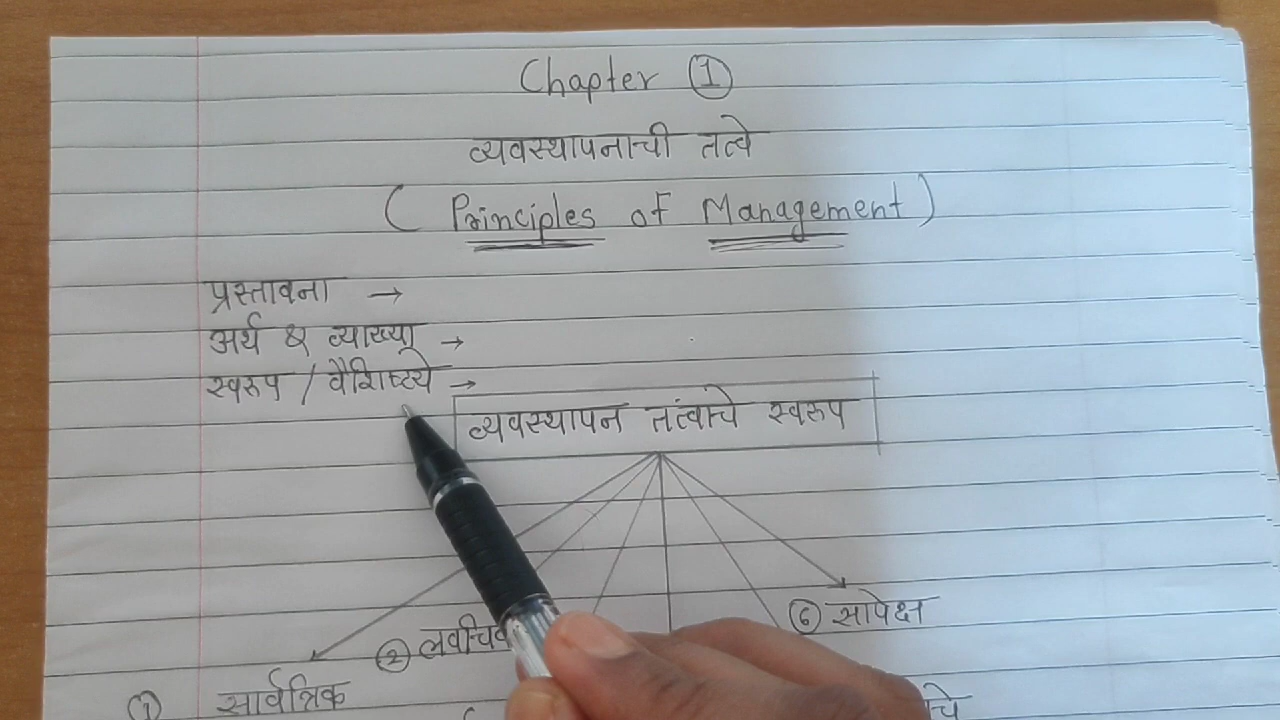 Chapter ①
व्यवस्थापनाची तत्वे
( Principles of Management )
प्रस्तावना →
अर्थ & व्याख्या →
स्वरूप / वैशिष्ट्ये →
व्यवस्थापन तत्वांचे स्वरूप
⑥ सापेक्ष
②
① सार्वत्रिक